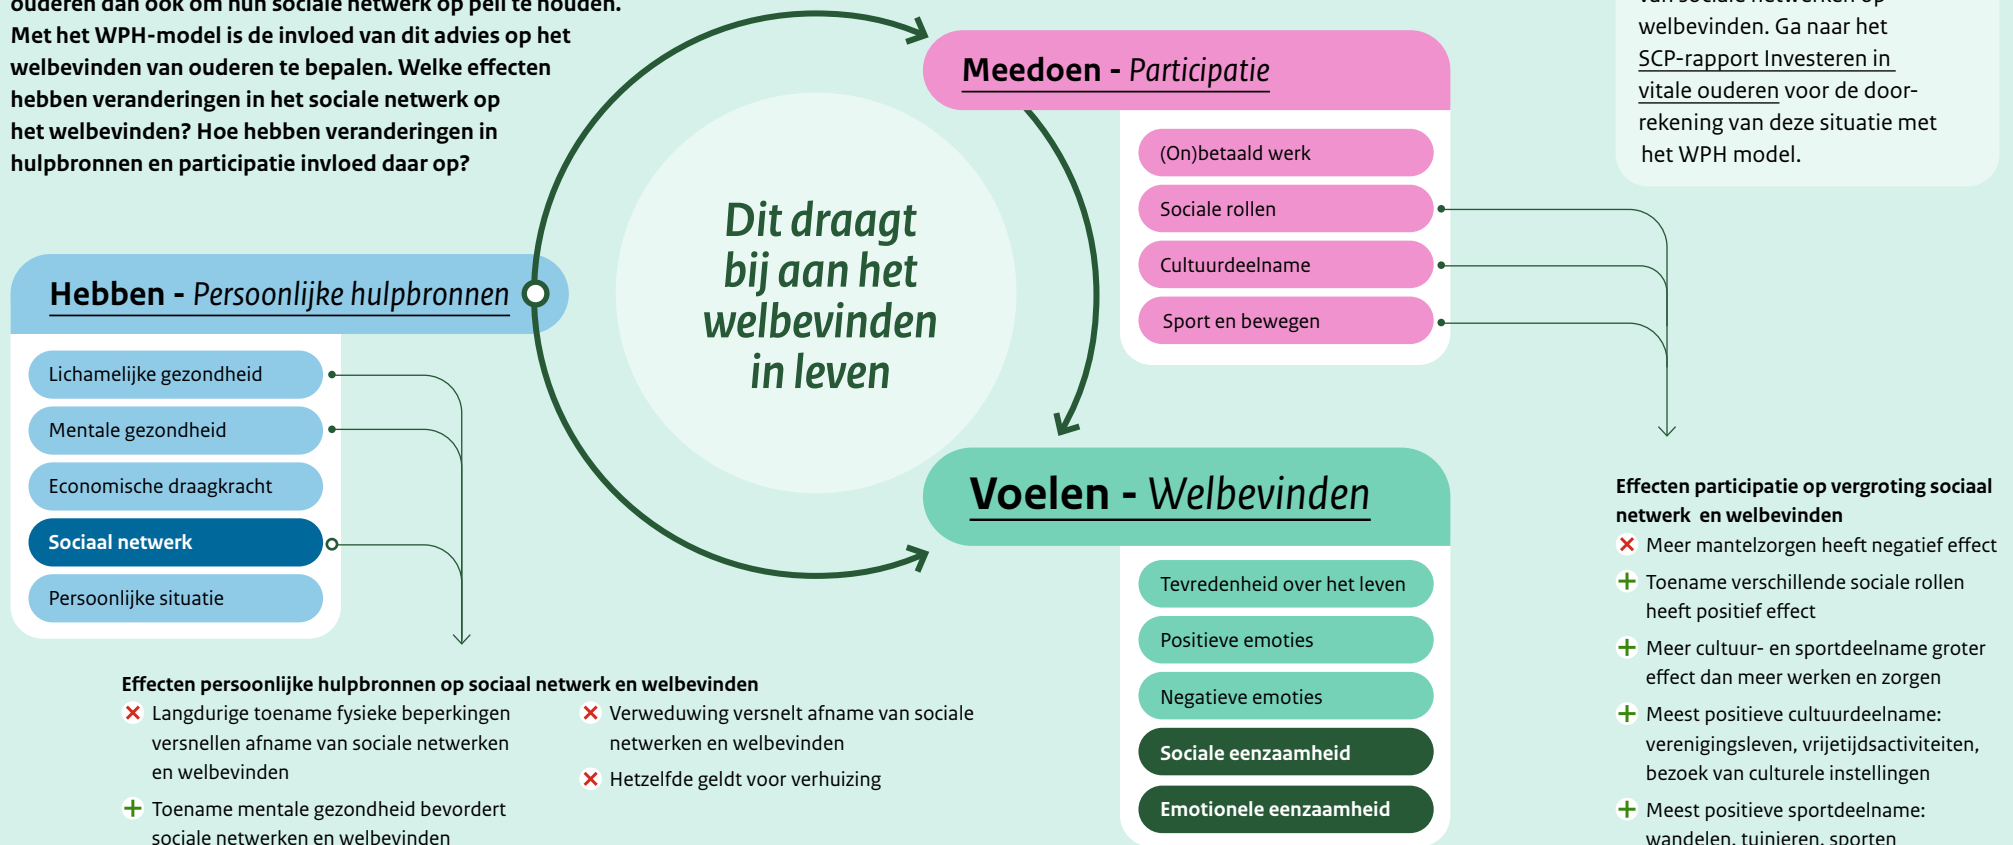 ouderen dan ook om hun sociale netwerk op peil te houden.
Met het WPH-model is de invloed van dit advies op het
welbevinden van ouderen te bepalen. Welke effecten
hebben veranderingen in het sociale netwerk op
het welbevinden? Hoe hebben veranderingen in
hulpbronnen en participatie invloed daar op?
van sociale netwerken op
welbevinden. Ga naar het
SCP-rapport Investeren in
vitale ouderen voor de door-
rekening van deze situatie met
het WPH model.
Dit draagt
bij aan het
welbevinden
in leven
Hebben - Persoonlijke hulpbronnen
Lichamelijke gezondheid
Mentale gezondheid
Economische draagkracht
Sociaal netwerk
Persoonlijke situatie
Meedoen - Participatie
(On)betaald werk
Sociale rollen
Cultuurdeelname
Sport en bewegen
Voelen - Welbevinden
Tevredenheid over het leven
Positieve emoties
Negatieve emoties
Sociale eenzaamheid
Emotionele eenzaamheid
Effecten persoonlijke hulpbronnen op sociaal netwerk en welbevinden
Langdurige toename fysieke beperkingen
versnellen afname van sociale netwerken
en welbevinden
Toename mentale gezondheid bevordert
sociale netwerken en welbevinden
Verweduwing versnelt afname van sociale
netwerken en welbevinden
Hetzelfde geldt voor verhuizing
Effecten participatie op vergroting sociaal
netwerk en welbevinden
Meer mantelzorgen heeft negatief effect
Toename verschillende sociale rollen
heeft positief effect
Meer cultuur- en sportdeelname groter
effect dan meer werken en zorgen
Meest positieve cultuurdeelname:
verenigingsleven, vrijetijdsactiviteiten,
bezoek van culturele instellingen
Meest positieve sportdeelname:
wandelen, tuinieren, sporten